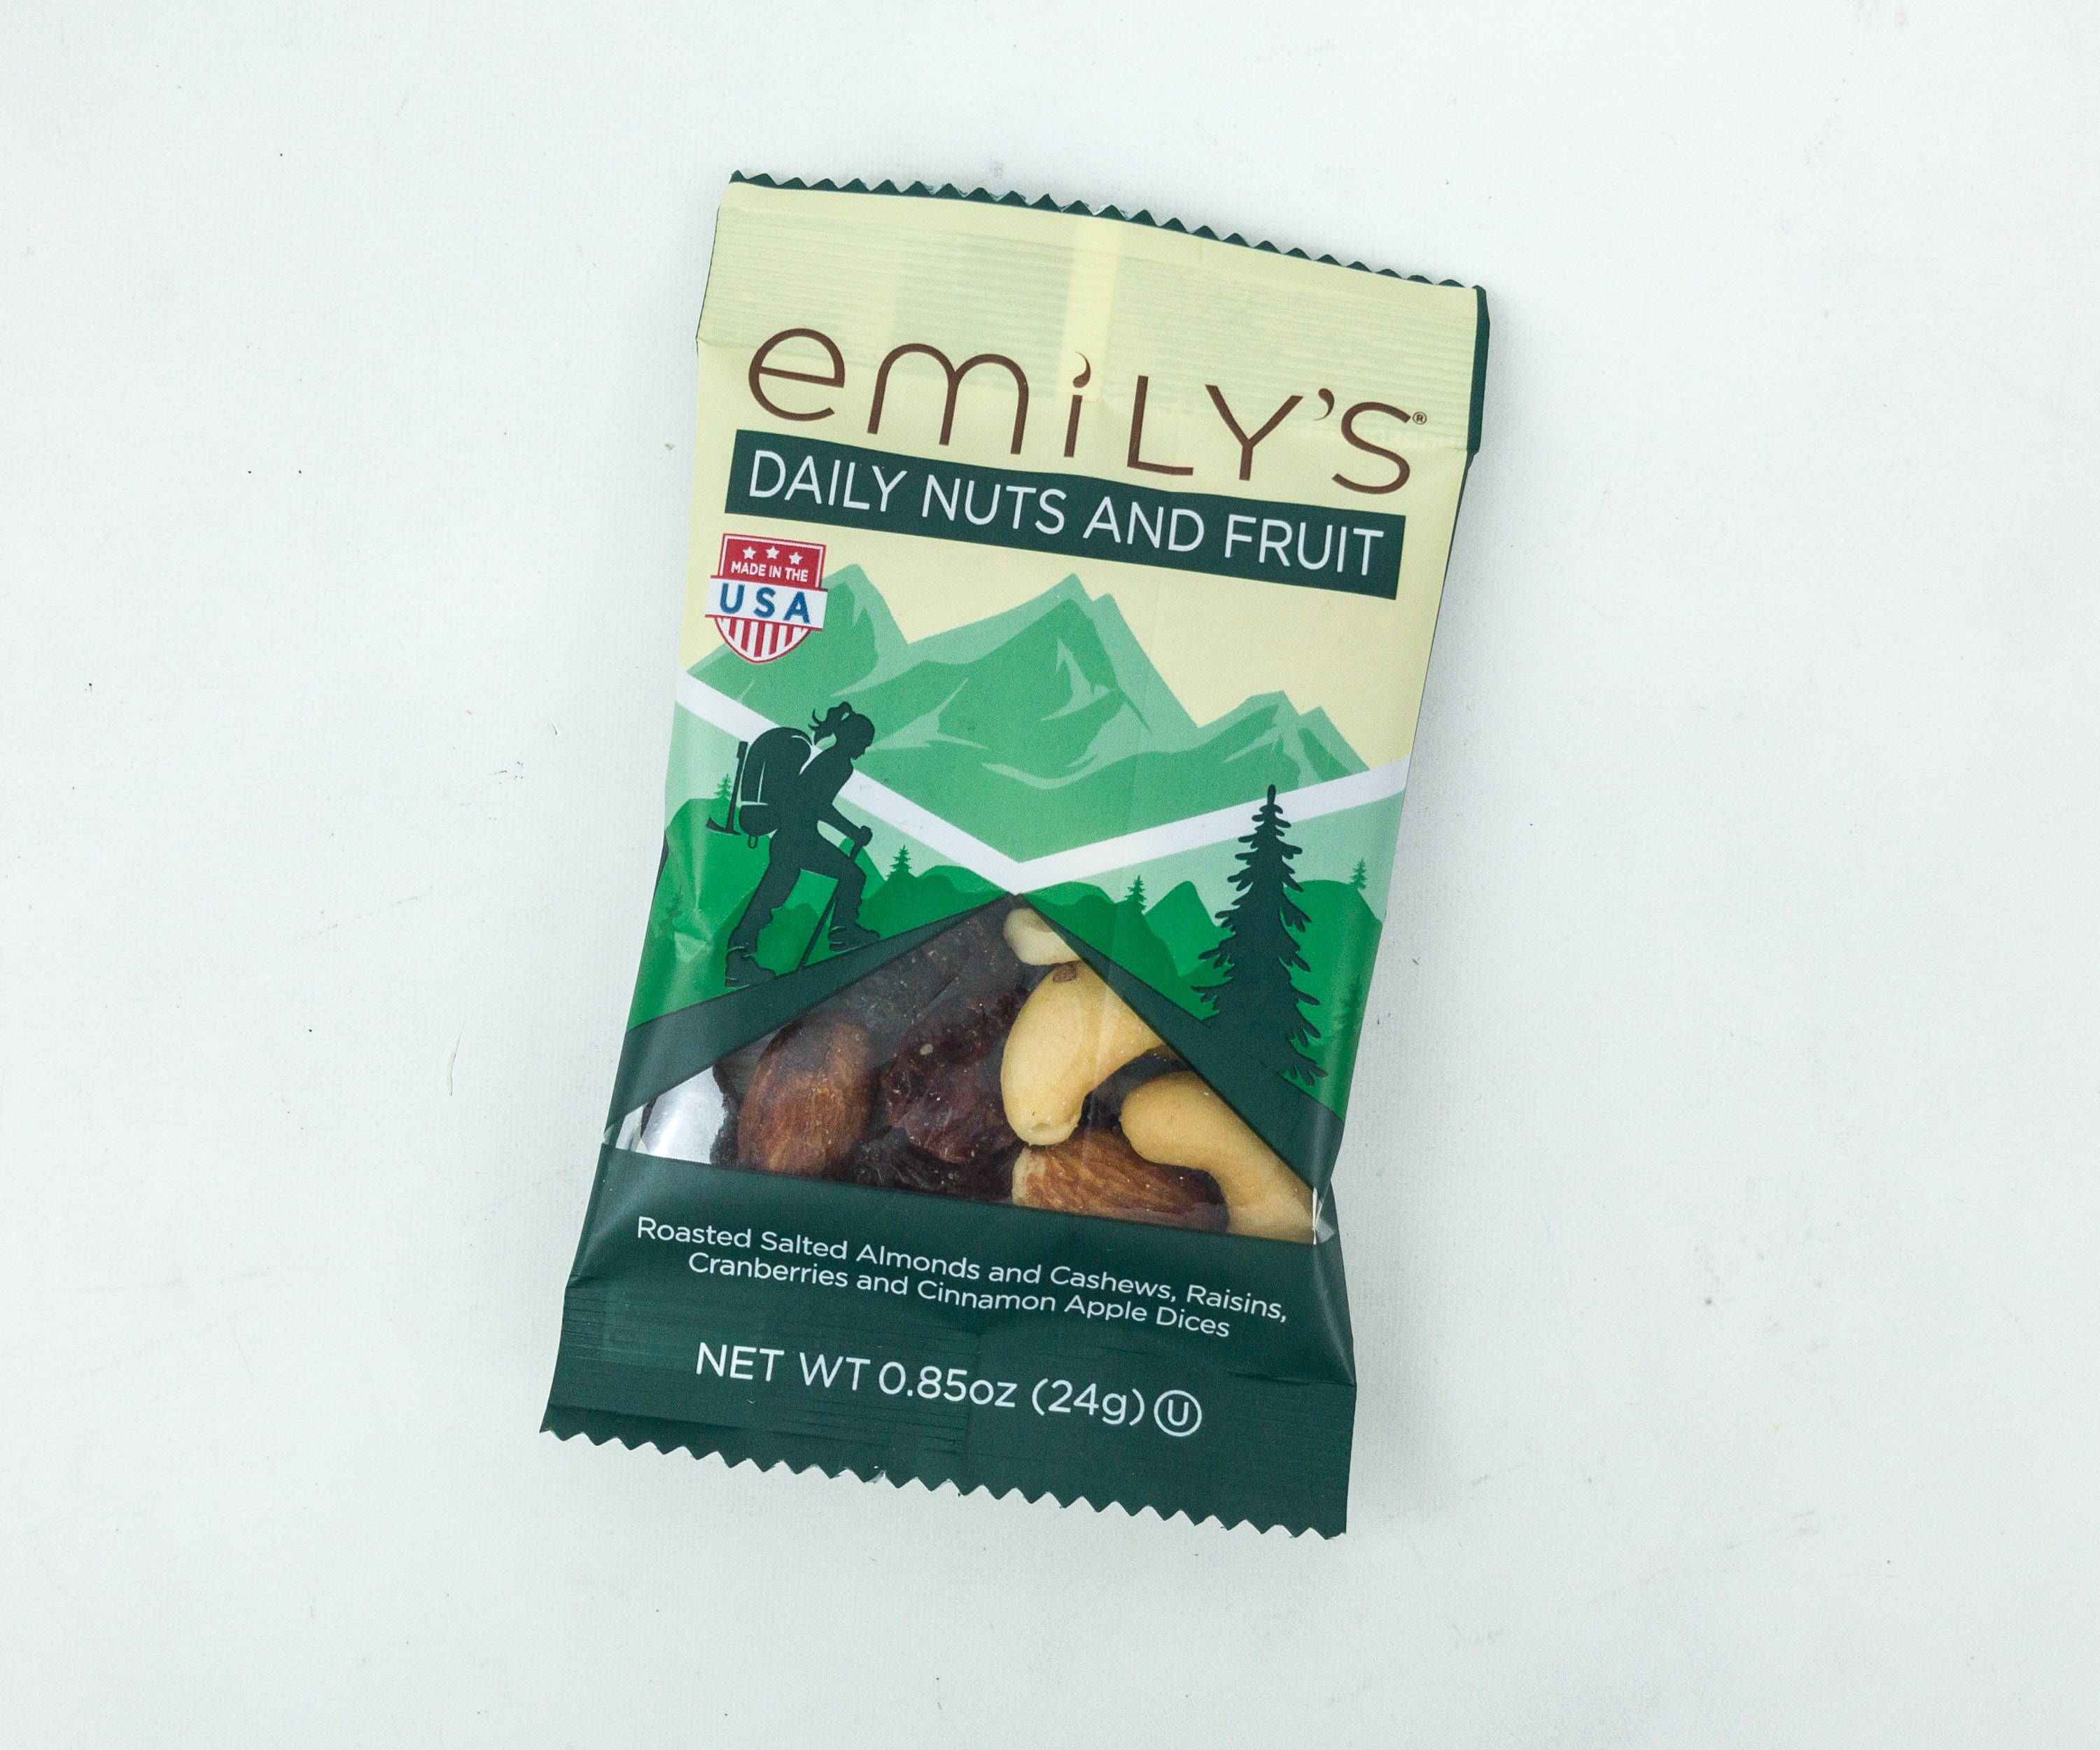 emiLY'S®
DAILY NUTS AND FRUIT
MADE IN THE
USA
Roasted Salted Almonds and Cashews, Raisins,
Cranberries and Cinnamon Apple Dices
NET WT 0.85oz (24g) Ⓤ